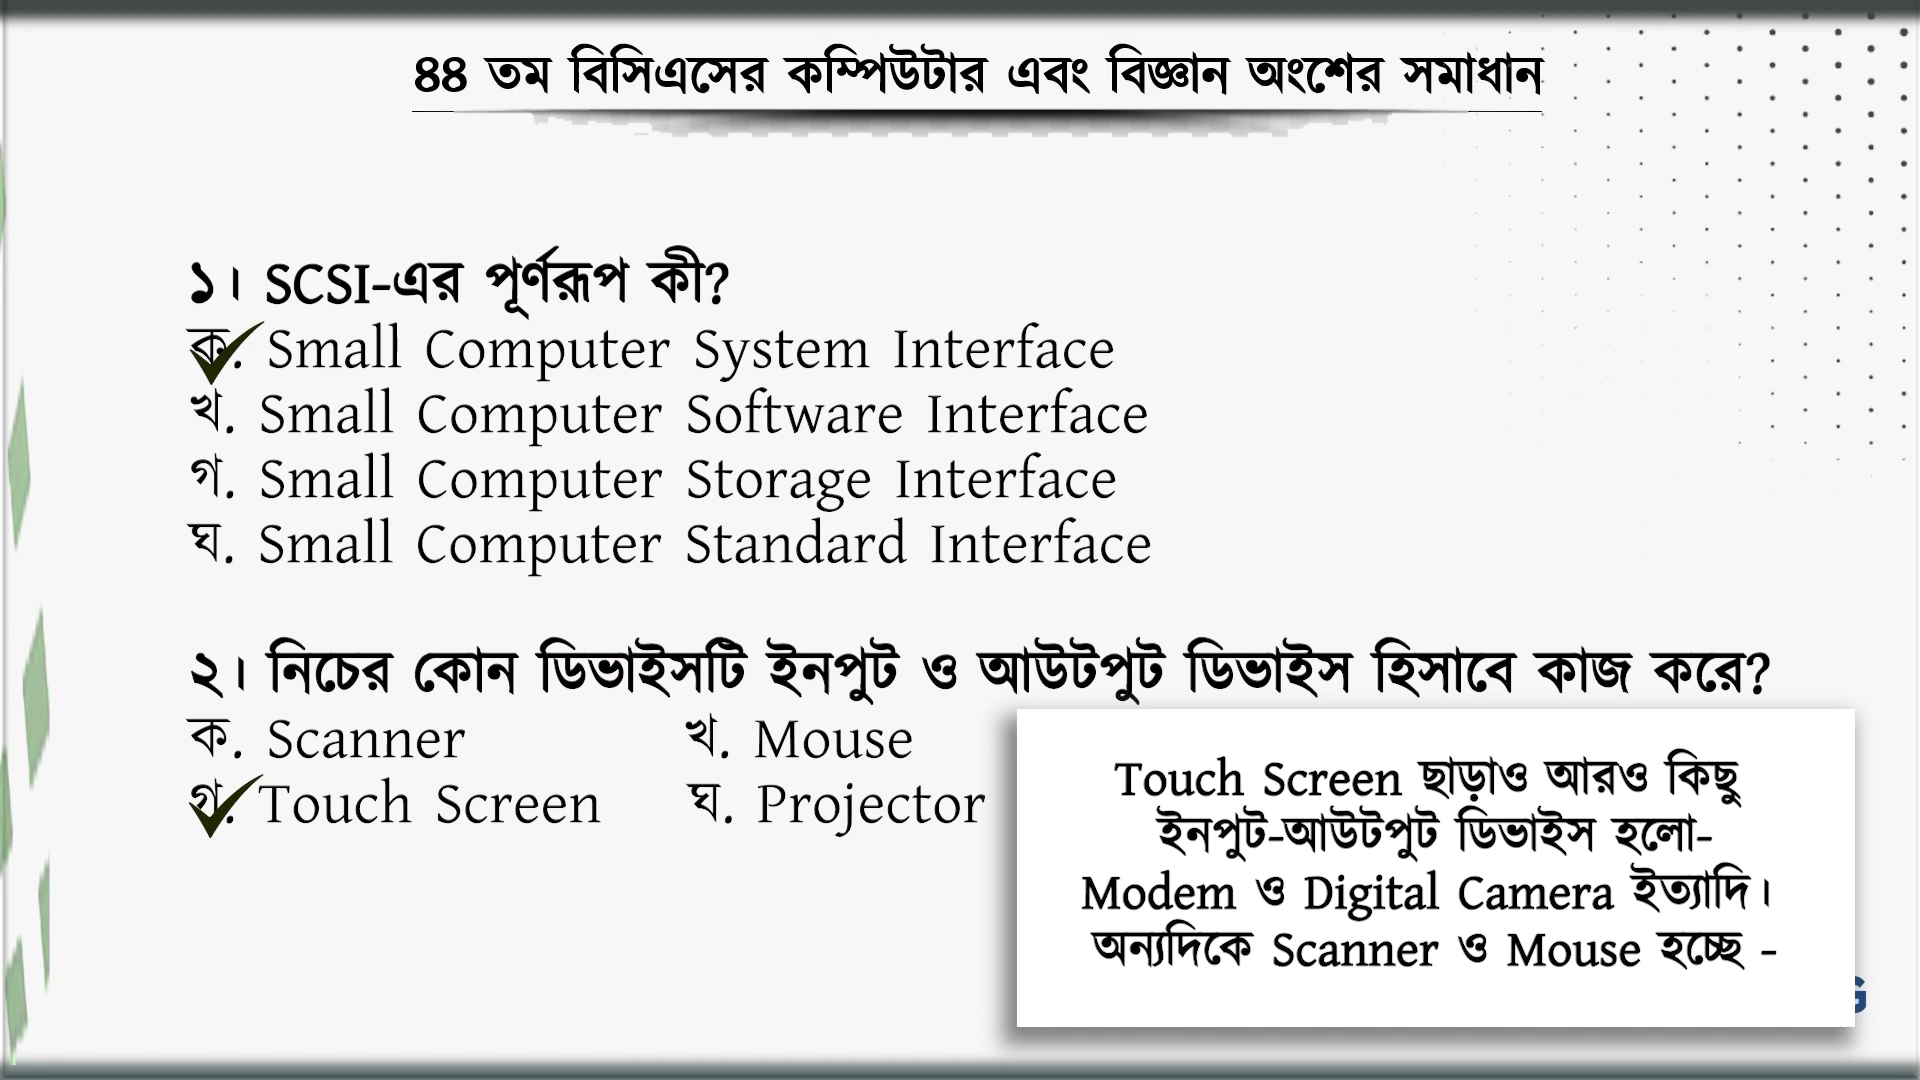 ৪৪ তম বিসিএসের কম্পিউটার এবং বিজ্ঞান অংশের সমাধান
১। SCSI-এর পূর্ণরূপ কী?
ক. Small Computer System Interface
খ. Small Computer Software Interface
গ. Small Computer Storage Interface
ঘ. Small Computer Standard Interface
২। নিচের কোন ডিভাইসটি ইনপুট ও আউটপুট ডিভাইস হিসাবে কাজ করে?
ক. Scanner খ. Mouse
গ. Touch Screen ঘ. Projector
Touch Screen ছাড়াও আরও কিছু
ইনপুট-আউটপুট ডিভাইস হলো-
Modem ও Digital Camera ইত্যাদি।
অন্যদিকে Scanner ও Mouse হচ্ছে -